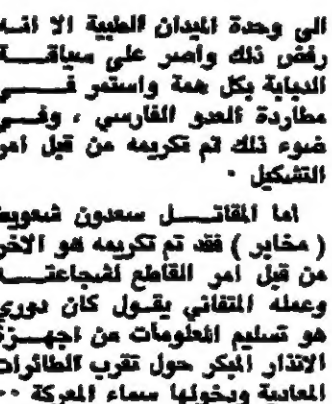 الى وحدة الميدان الطبية الا انه
رفض ذلك واصر على سياقة
الدبابة بكل همة واستمر في
مطاردة العدو الفارسي ، وفي
ضوء ذلك تم تكريمه من قبل امر
التشكيل ·
اما المقاتل سعدون شعويط
( مخابر ) فقد تم تكريمه هو الاخر
من قبل امر القاطع لشجاعته
وعمله المتفاني يقول كان دوري
هو تسليم المعلومات من اجهزة
الانذار المبكر حول تقرب الطائرات
المعادية ودخولها سماء المعركة ··